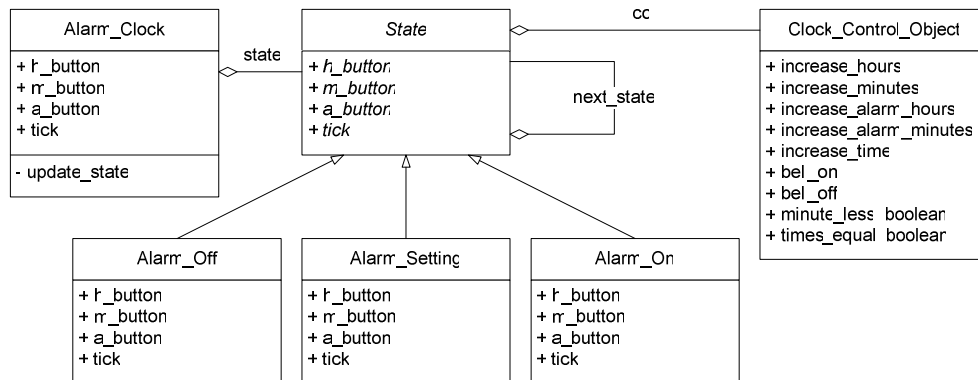 Alarm_Clock
+ h_button
+ m_button
+ a_button
+ tick
- update_state
state
State
+ h_button
+ m_button
+ a_button
+ tick
next_state
Clock_Control_Object
+ increase_hours
+ increase_minutes
+ increase_alarm_hours
+ increase_alarm_minutes
+ increase_time
+ bel_on
+ bel_off
+ minute_less boolean
+ times_equal boolean
Alarm_Off
+ h_button
+ m_button
+ a_button
+ tick
Alarm_Setting
+ h_button
+ m_button
+ a_button
+ tick
Alarm_On
+ h_button
+ m_button
+ a_button
+ tick